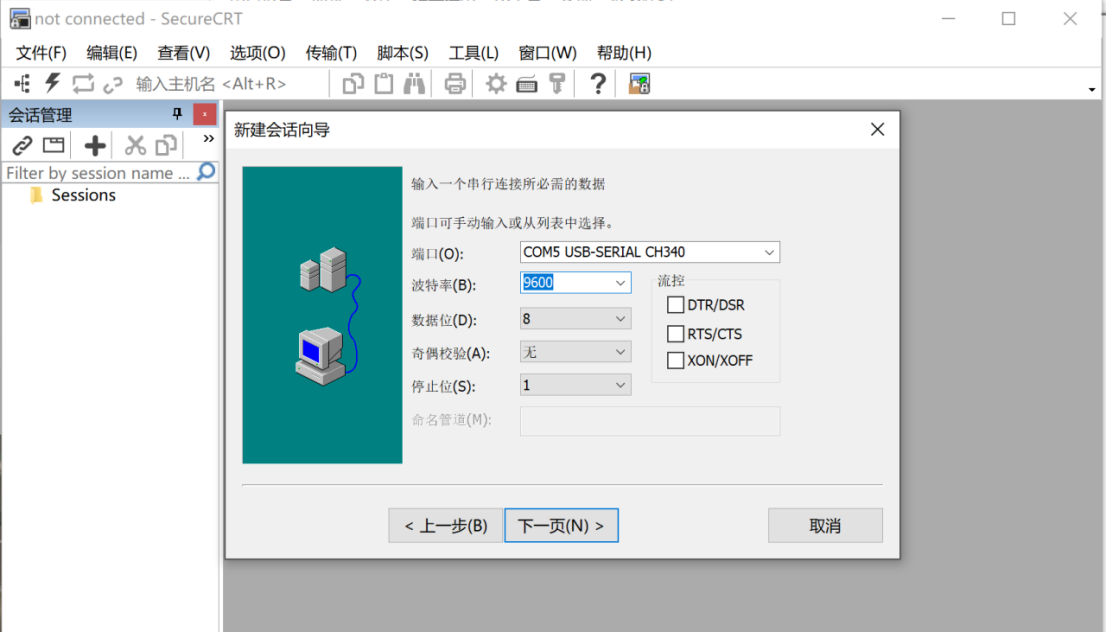 not connected - SecureCRT
文件(F) 编辑(E) 查看(V) 选项(O) 传输(T) 脚本(S) 工具(L) 窗口(W) 帮助(H)
输入主机名 <Alt+R>
会话管理
Filter by session name ...
Sessions
新建会话向导
输入一个串行连接所必需的数据
端口可手动输入或从列表中选择。
端口(O): COM5 USB-SERIAL CH340
波特率(B): 9600
流控
DTR/DSR
数据位(D): 8
RTS/CTS
奇偶校验(A): 无
XON/XOFF
停止位(S): 1
命名管道(M):
< 上一步(B) 下一页(N) > 取消